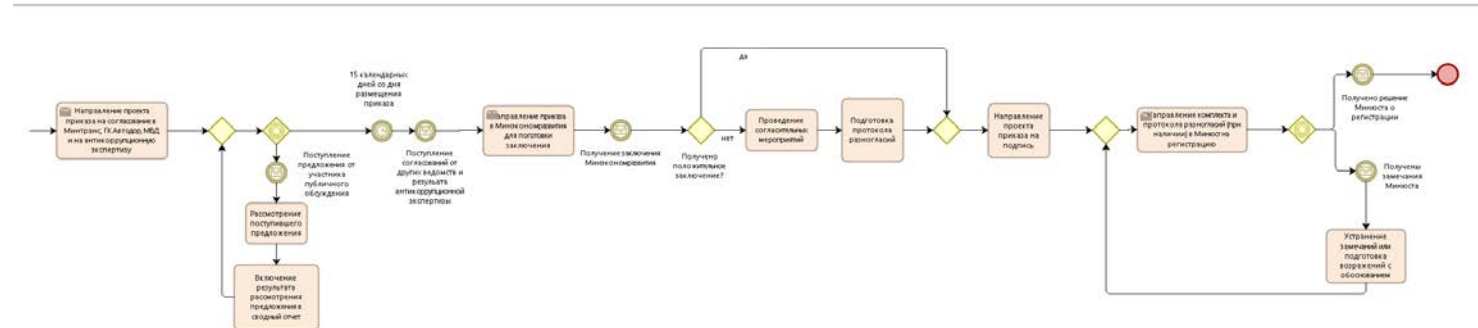 Направление проекта
приказа на согласование в
Минтранс, ГК Автодор, МВД
и на антикоррупционную
экспертизу
Поступление
предложения от
участника
публичного
обсуждения
Рассмотрение
поступившего
предложения
Включение
результата
рассмотрения
предложения в
сводный отчет
15 календарных
дней со дня
размещения
приказа
Поступление
согласований от
других ведомств и
результата
антикоррупционной
экспертизы
Направление приказа
в Минэкономразвития
для поготовки
заключения
Получение заключения
Минэкономразвития
да
нет
Получено
положительное
заключение?
Проведение
согласительных
мероприятий
Подготовка
протокола
разногласий
Направление
проекта
приказа на
подпись
Направление комплекта и
протокола разногласий (при
наличии) в Минюст на
регистрацию
Получено решение
Минюста о
регистрации
Получены
замечания
Минюста
Устранение
замечаний или
подготовка
возражений с
обоснованием